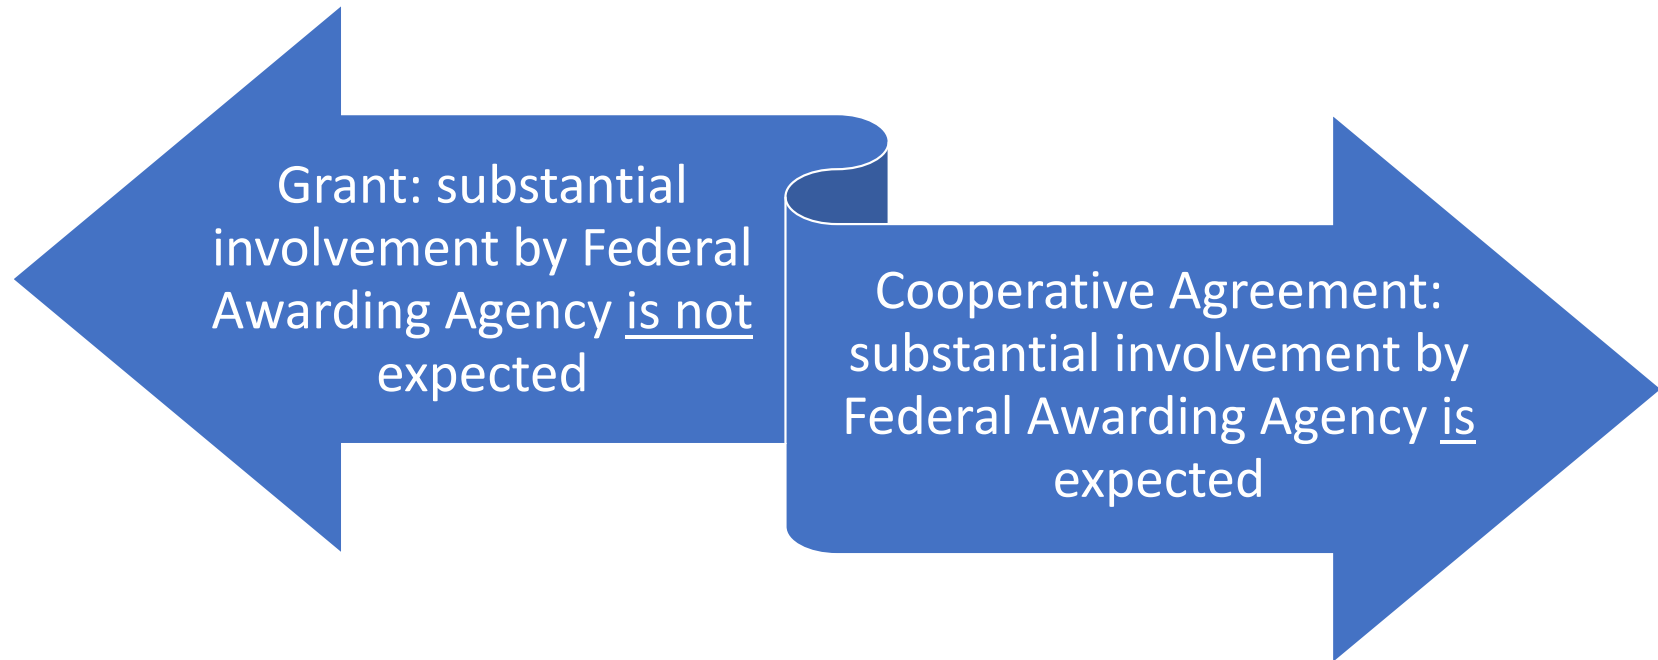 Grant: substantial
involvement by Federal
Awarding Agency is not
expected
Cooperative Agreement:
substantial involvement by
Federal Awarding Agency is
expected